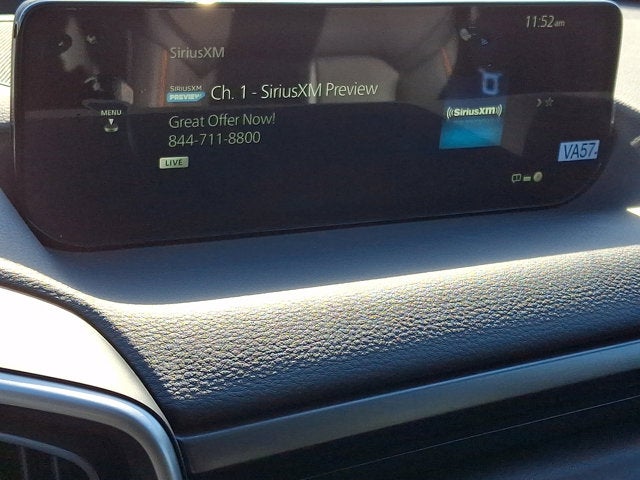 11:52am
SiriusXM
SIRIUSXM
PREVIEW
Ch. 1 - SiriusXM Preview
MENU
Great Offer Now!
844-711-8800
LIVE
((SiriusXM))
VA57